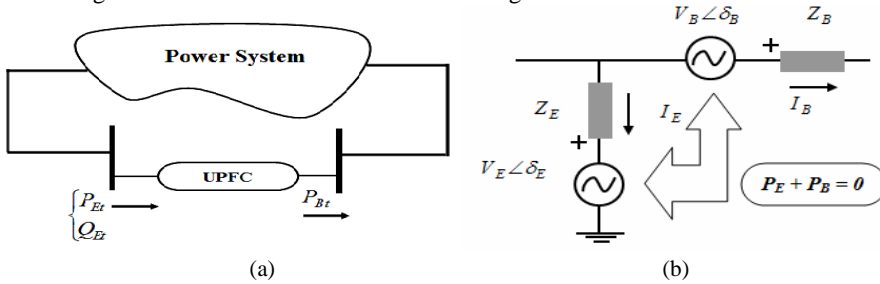 Power System
UPFC
P_Et
Q_Et
P_Bt
(a)
V_B∠δ_B
Z_B
+
I_B
Z_E
I_E
+
V_E∠δ_E
P_E + P_B = 0
(b)